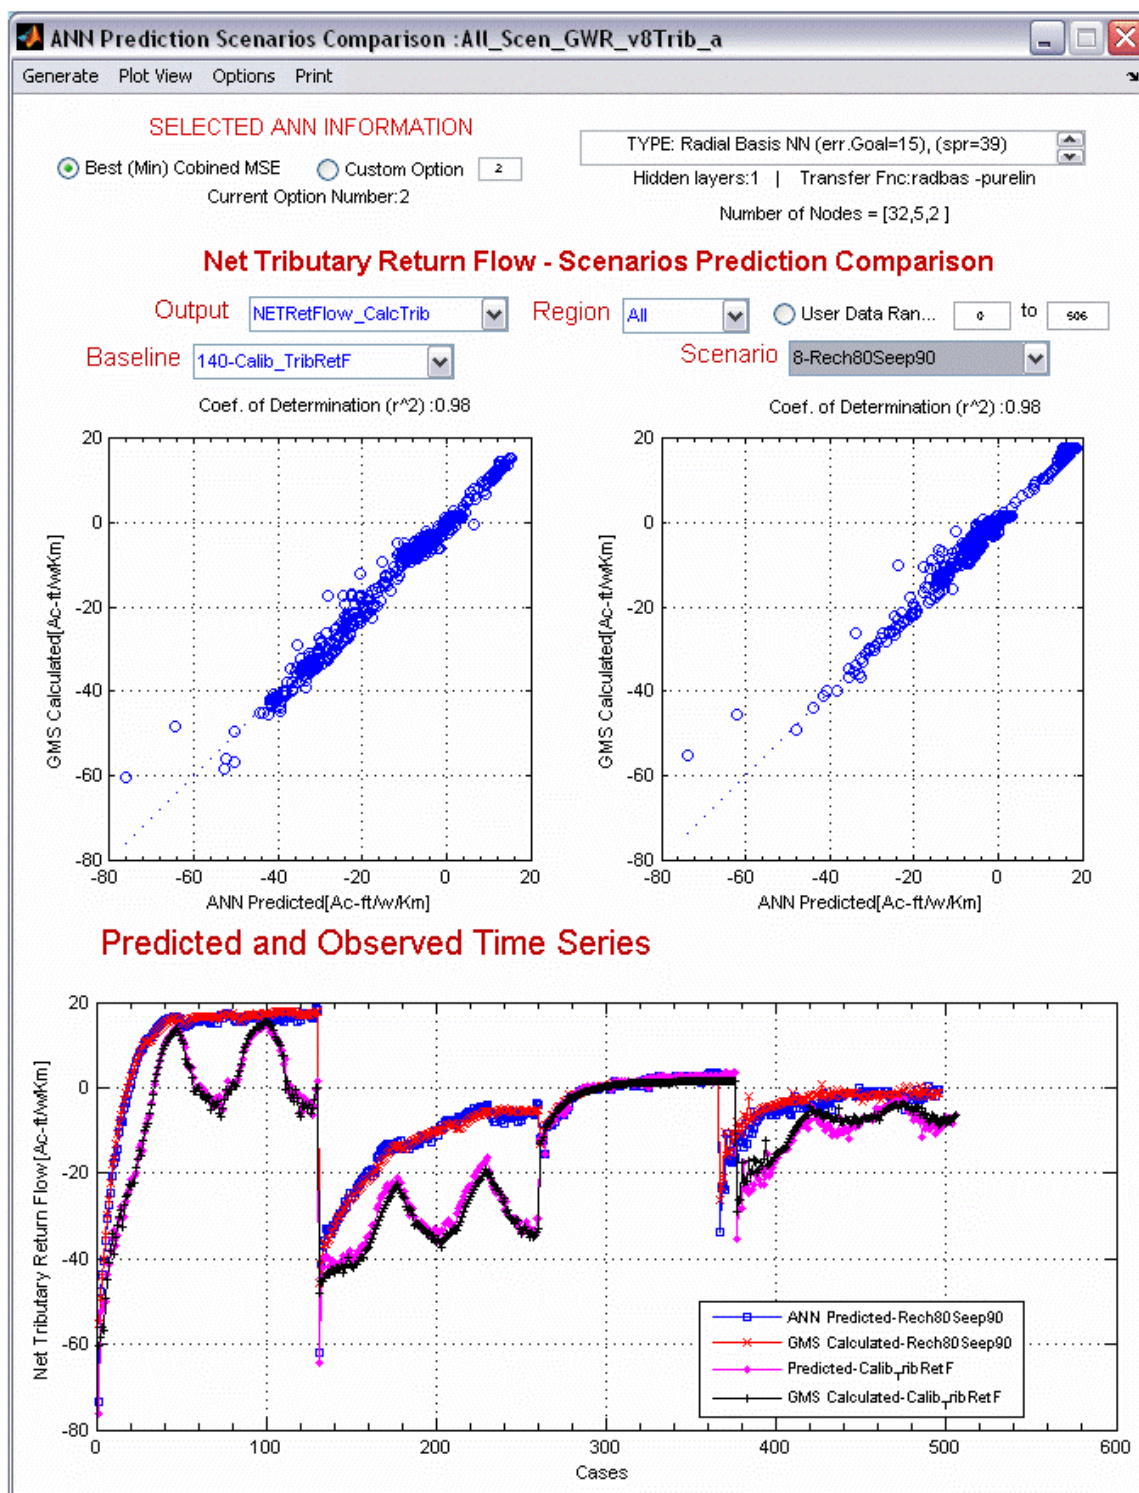 ANN Prediction Scenarios Comparison :All_Scen_GWR_v8Trib_a
Generate Plot View Options Print
SELECTED ANN INFORMATION
Best (Min) Cobined MSE Custom Option 2
Current Option Number:2
TYPE: Radial Basis NN (err.Goal=15), (spr=39)
Hidden layers:1 | Transfer Fnc:radbas -purelin
Number of Nodes = [32,5,2 ]
Net Tributary Return Flow - Scenarios Prediction Comparison
Output NETRetFlow_CalcTrib Region All User Data Ran... 0 to 506
Baseline 140-Calib_TribRetF Scenario 8-Rech80Seep90
Coef. of Determination (r^2) :0.98
20
0
-20
-40
-60
-80
GMS Calculated[Ac-ft/w/Km]
-80 -60 -40 -20 0 20
ANN Predicted[Ac-ft/w/Km]
Coef. of Determination (r^2) :0.98
20
0
-20
-40
-60
-80
GMS Calculated[Ac-ft/w/Km]
-80 -60 -40 -20 0 20
ANN Predicted[Ac-ft/w/Km]
Predicted and Observed Time Series
20
0
-20
-40
-60
-80
Net Tributary Return Flow[Ac-ft/w/Km]
ANN Predicted-Rech80Seep90
GMS Calculated-Rech80Seep90
Predicted-Calib_TribRetF
GMS Calculated-Calib_TribRetF
0 100 200 300 400 500 600
Cases